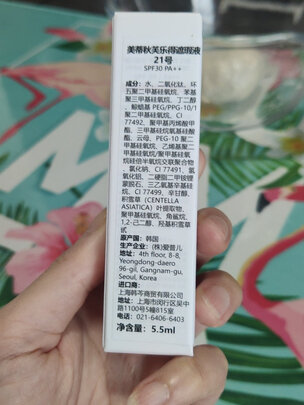 美蒂秋芙乐得遮瑕液
21号
SPF30 PA++
成分：水、二氧化钛、环
五聚二甲基硅氧烷、苯基
聚三甲基硅氧烷、丁二醇、
鲸蜡基 PEG/PPG-10/1
聚二甲基硅氧烷、CI
77492、聚甲基丙烯酸甲
酯、三甲硅烷氧基硅酸
酯、云母、PEG-10 聚二
甲基硅氧烷、乙烯基聚二
甲基硅氧烷/聚甲基硅氧烷
硅倍半氧烷交联聚合物
、氯化钠、CI 77491、氢
氧化铝、二硬脂二甲铵锂
蒙脱石、三乙氧基辛基硅
烷、CI 77499、辛甘醇、
积雪草（CENTELLA
ASIATICA）叶提取物、
聚甲基硅氧烷、角鲨烷、
1,2-己二醇、羟基积雪草
甙
原产国：韩国
生产企业：(株)爱普儿
地址：4th floor, 8-8,
Yeongdong-daero
96-gil, Gangnam-gu,
Seoul, Korea
进口商：
上海韩芩商贸有限公司
地址：上海市闵行区吴中
路1100号5幢815室
电话：021-6406-6403
净含量： 5.5ml